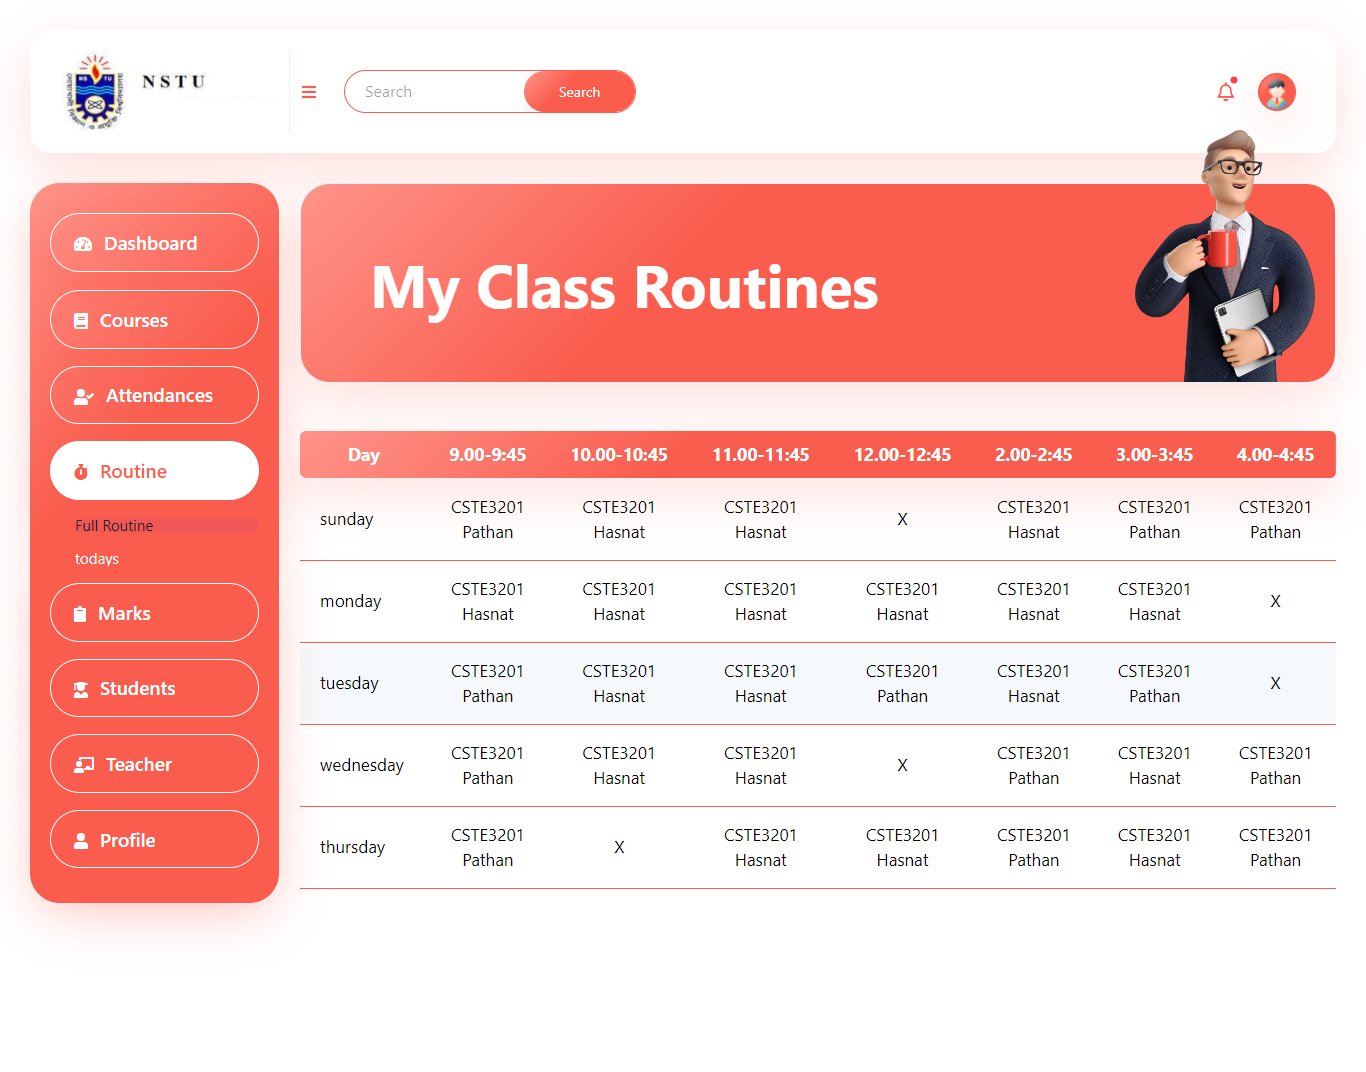 NSTU
Search
Search
Dashboard
Courses
Attendances
Routine
Full Routine
todays
Marks
Students
Teacher
Profile
My Class Routines
Day 9.00-9:45 10.00-10:45 11.00-11:45 12.00-12:45 2.00-2:45 3.00-3:45 4.00-4:45
sunday CSTE3201 Pathan CSTE3201 Hasnat CSTE3201 Hasnat X CSTE3201 Hasnat CSTE3201 Pathan CSTE3201 Pathan
monday CSTE3201 Hasnat CSTE3201 Hasnat CSTE3201 Hasnat CSTE3201 Hasnat CSTE3201 Hasnat CSTE3201 Hasnat X
tuesday CSTE3201 Pathan CSTE3201 Hasnat CSTE3201 Hasnat CSTE3201 Pathan CSTE3201 Hasnat CSTE3201 Pathan X
wednesday CSTE3201 Pathan CSTE3201 Hasnat CSTE3201 Hasnat X CSTE3201 Pathan CSTE3201 Hasnat CSTE3201 Pathan
thursday CSTE3201 Pathan X CSTE3201 Hasnat CSTE3201 Hasnat CSTE3201 Pathan CSTE3201 Hasnat CSTE3201 Pathan